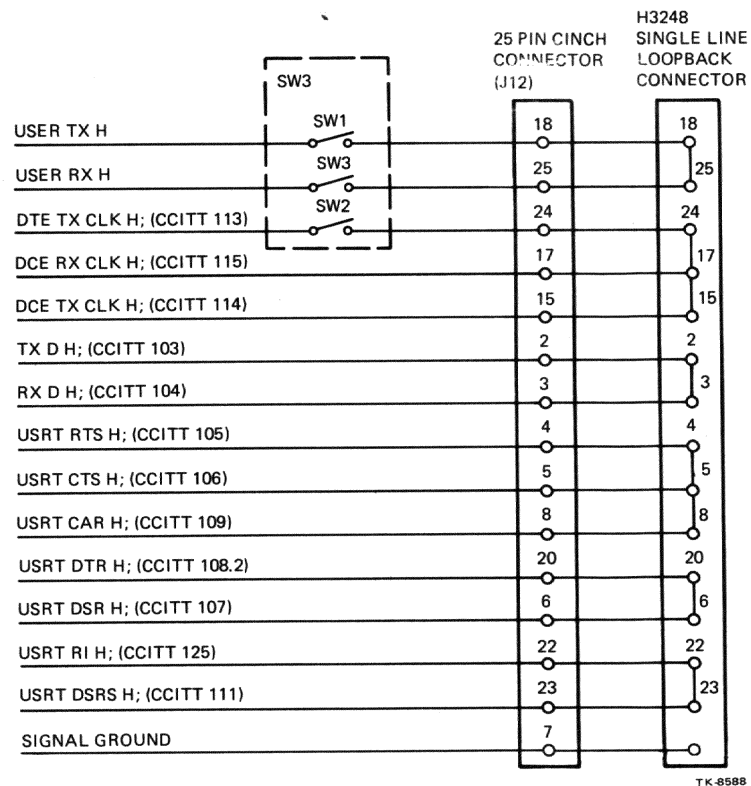 H3248
25 PIN CINCH SINGLE LINE
CONNECTOR LOOPBACK
(J12) CONNECTOR
SW3
USER TX H SW1 18 18
USER RX H SW3 25 25
DTE TX CLK H; (CCITT 113) SW2 24 24
DCE RX CLK H; (CCITT 115) 17 17
DCE TX CLK H; (CCITT 114) 15 15
TX D H; (CCITT 103) 2 2
RX D H; (CCITT 104) 3 3
USRT RTS H; (CCITT 105) 4 4
USRT CTS H; (CCITT 106) 5 5
USRT CAR H; (CCITT 109) 8 8
USRT DTR H; (CCITT 108.2) 20 20
USRT DSR H; (CCITT 107) 6 6
USRT RI H; (CCITT 125) 22 22
USRT DSRS H; (CCITT 111) 23 23
SIGNAL GROUND 7
TK-8588